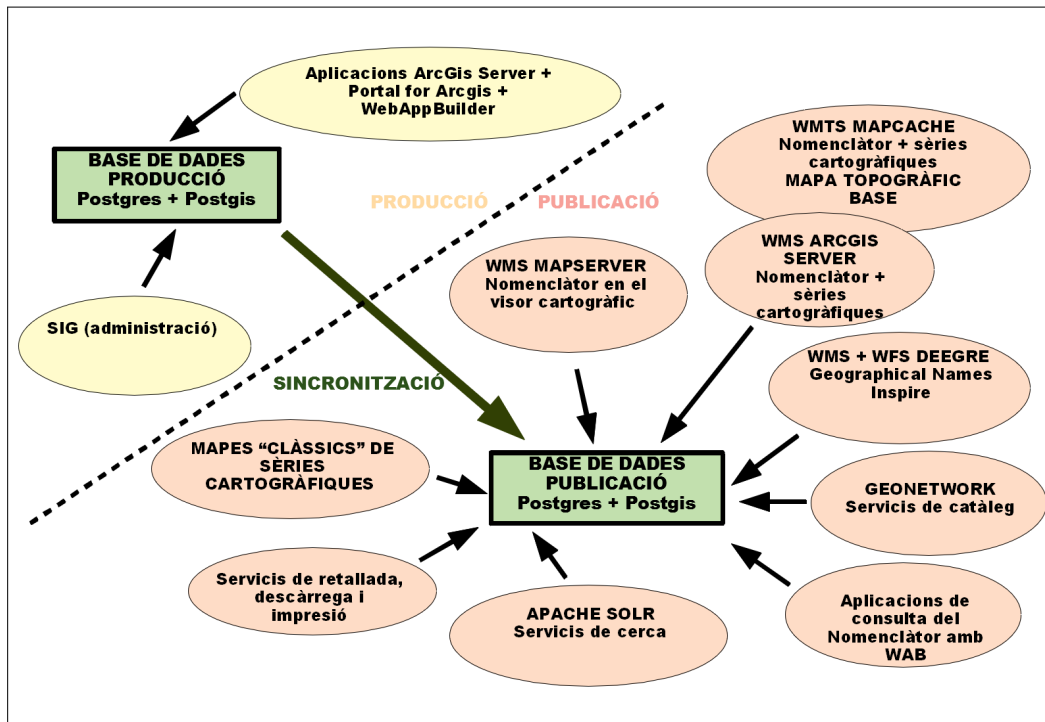 Aplicacions ArcGis Server +
Portal for Arcgis +
WebAppBuilder
BASE DE DADES
PRODUCCIÓ
Postgres + Postgis
SIG (administració)
PRODUCCIÓ
PUBLICACIÓ
SINCRONITZACIÓ
WMTS MAPCACHE
Nomenclàtor + sèries
cartogràfiques
MAPA TOPOGRÀFIC
BASE
WMS ARCGIS
SERVER
Nomenclàtor +
sèries
cartogràfiques
WMS MAPSERVER
Nomenclàtor en el
visor cartogràfic
WMS + WFS DEEGRE
Geographical Names
Inspire
MAPES “CLÀSSICS” DE
SÈRIES
CARTOGRÀFIQUES
BASE DE DADES
PUBLICACIÓ
Postgres + Postgis
GEONETWORK
Servicis de catàleg
Servicis de retallada,
descàrrega i
impresió
APACHE SOLR
Servicis de cerca
Aplicacions de
consulta del
Nomenclàtor amb
WAB